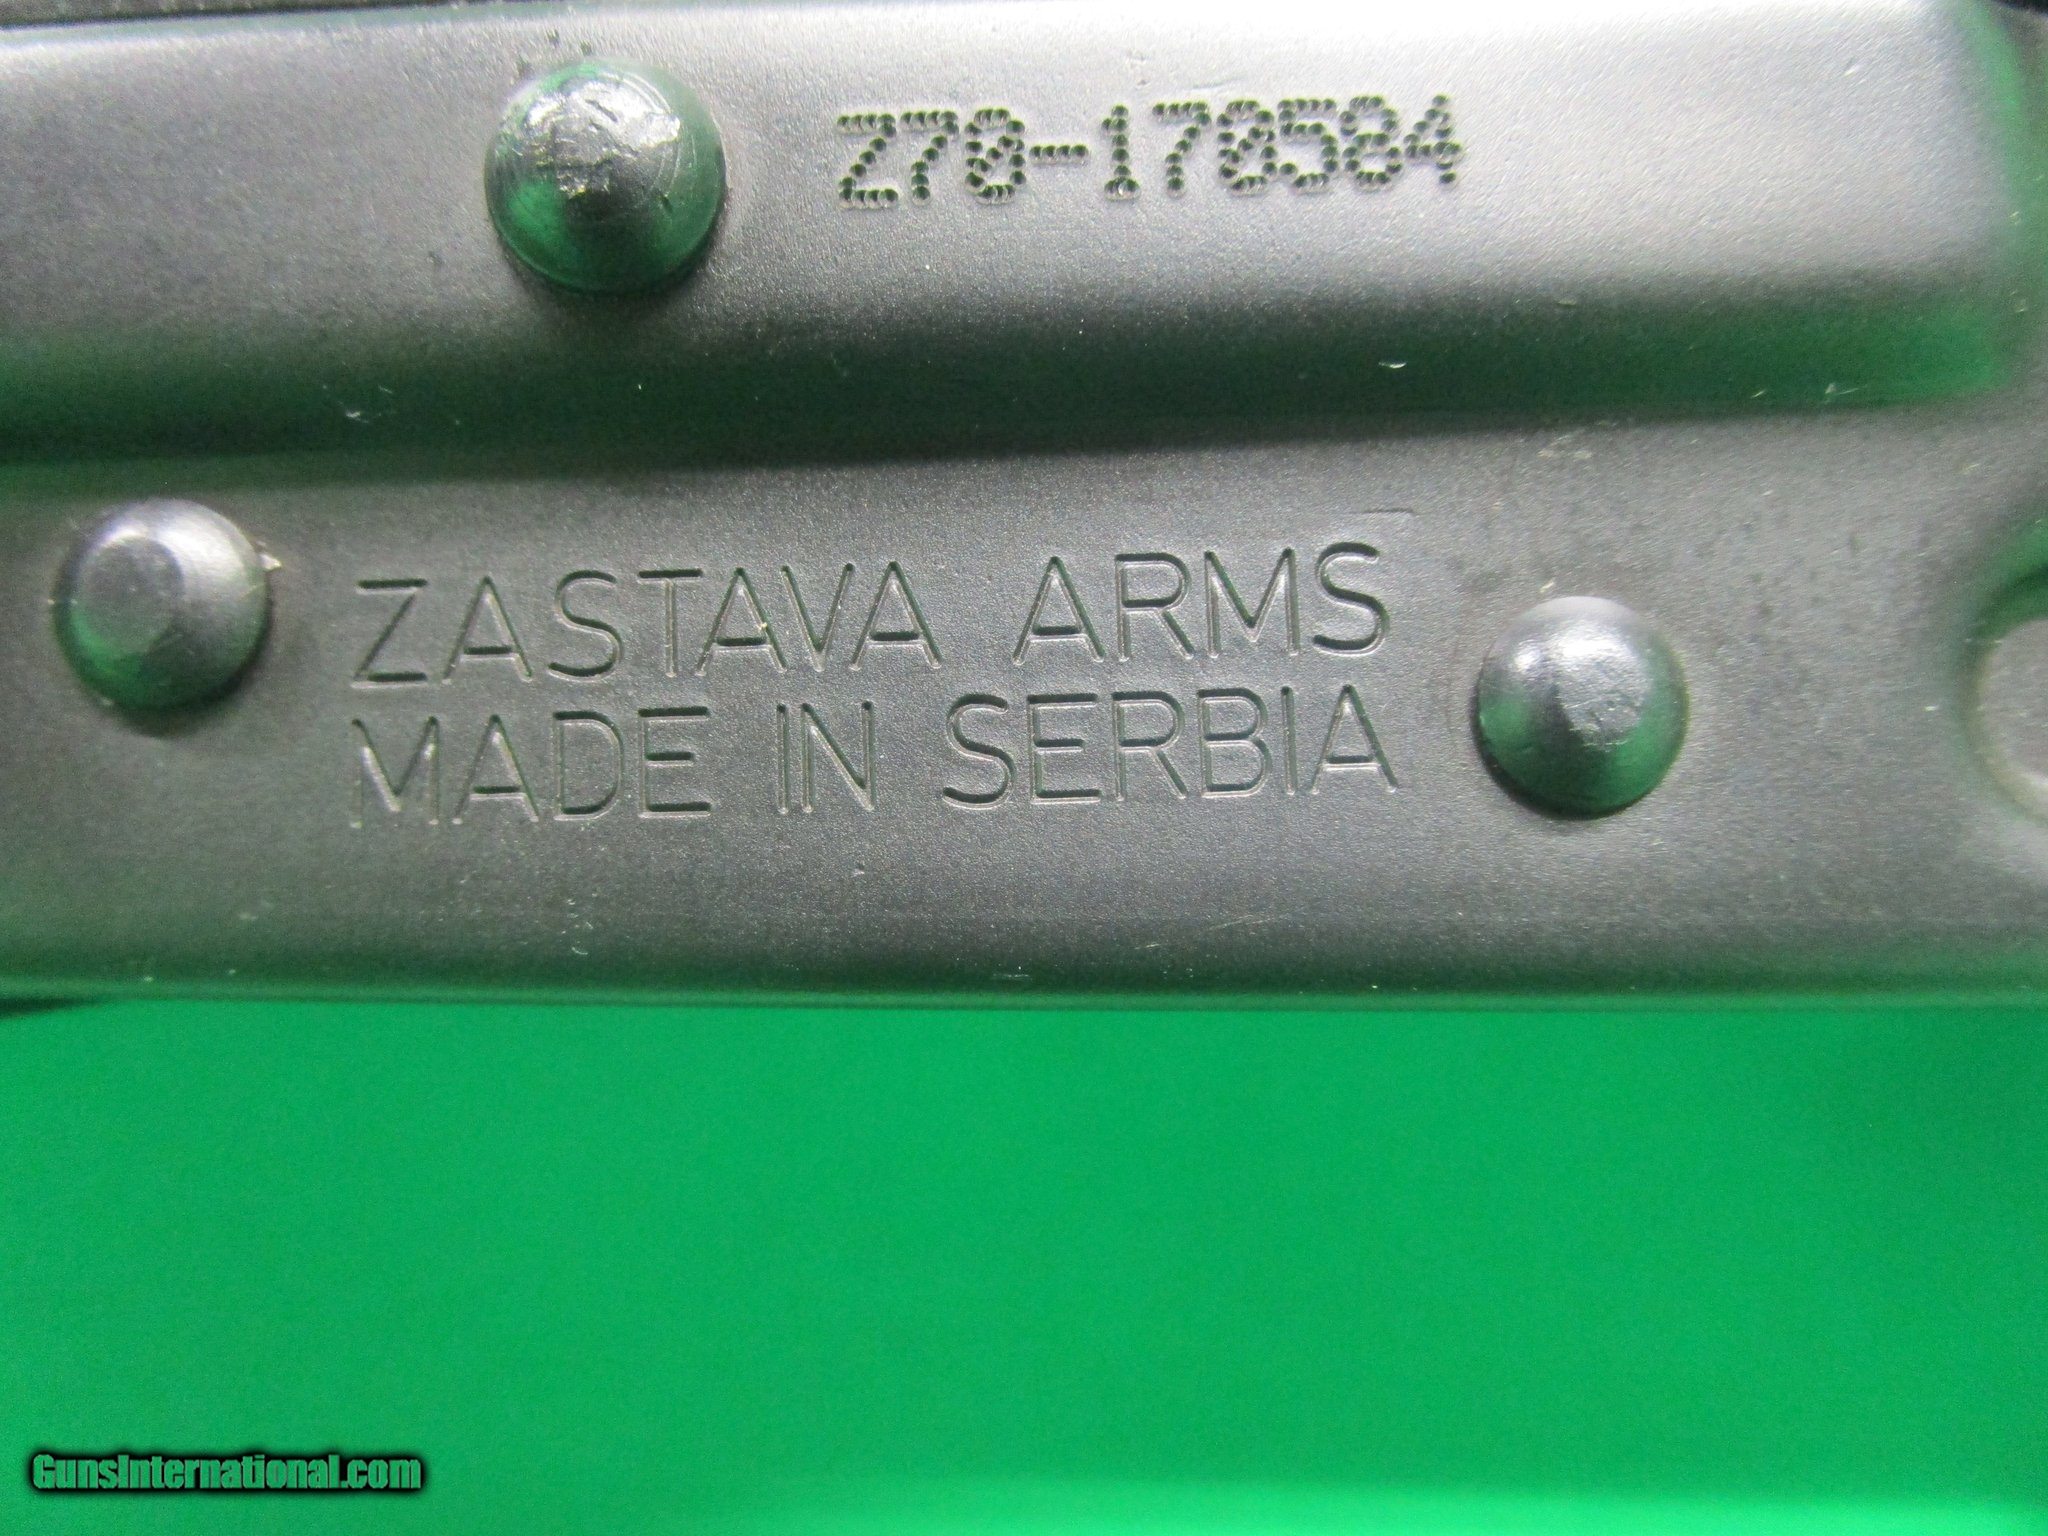 Z70-170584
ZASTAVA ARMS
MADE IN SERBIA
GunsInternational.com